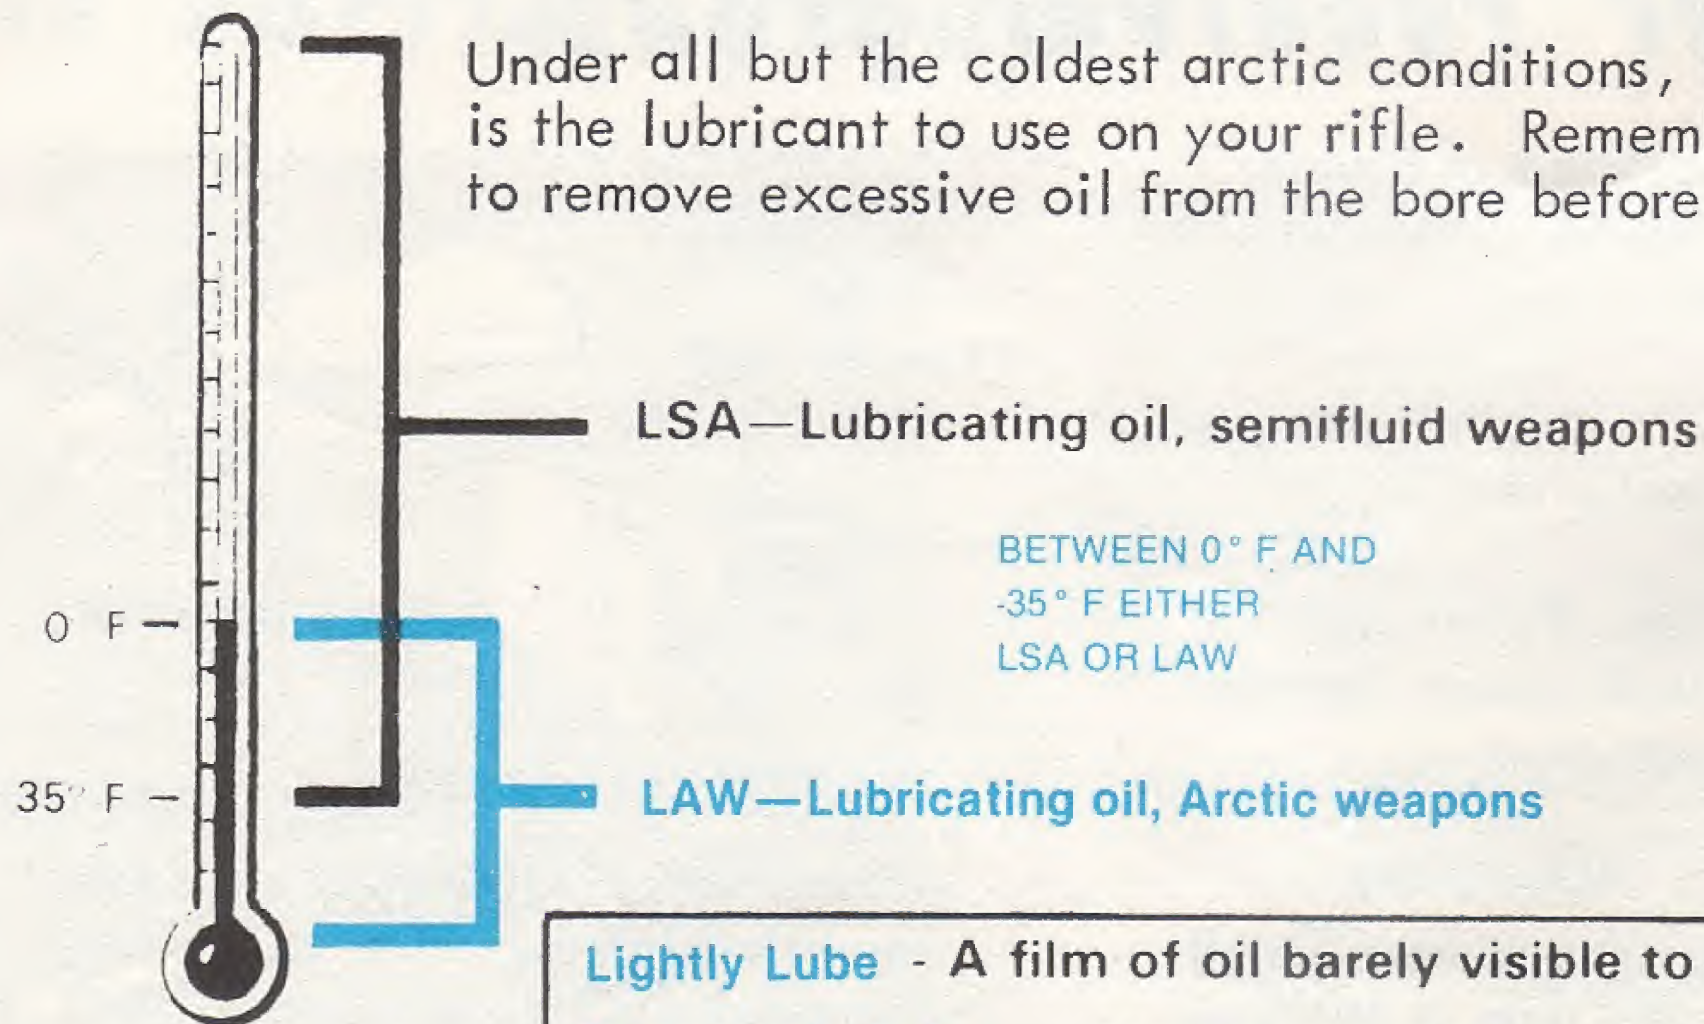 Under all but the coldest arctic conditions,
is the lubricant to use on your rifle. Remem
to remove excessive oil from the bore before
LSA—Lubricating oil, semifluid weapons
BETWEEN 0° F AND
-35° F EITHER
LSA OR LAW
0 F
35° F
LAW—Lubricating oil, Arctic weapons
Lightly Lube - A film of oil barely visible to